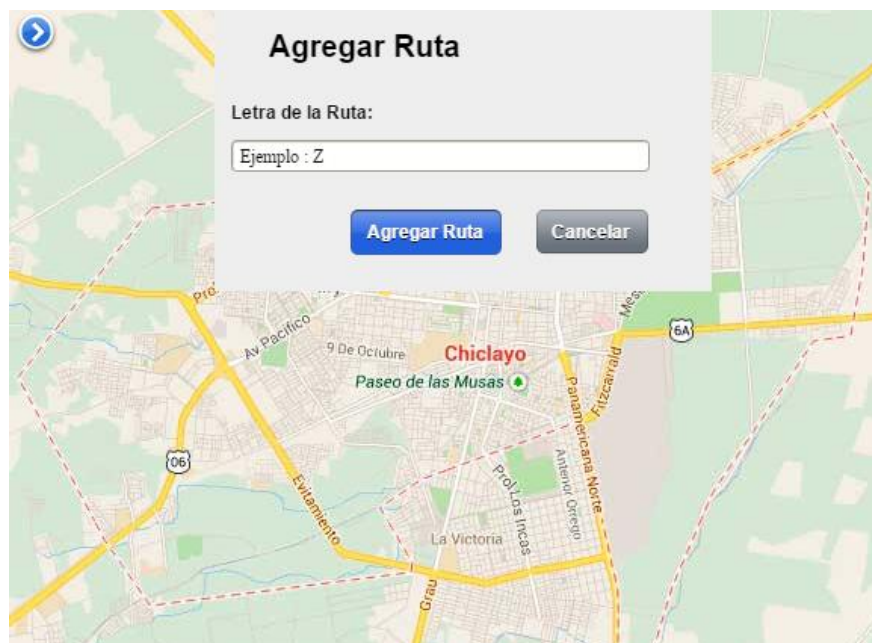 Agregar Ruta
Letra de la Ruta:
Ejemplo : Z
Agregar Ruta
Cancelar
Av Pacifico
9 De Octubre
Chiclayo
Paseo de las Musas
6A
Fitzcarrald
Panamericana Norte
06
Evitamiento
Prol Los Incas
Antenor Orrego
La Victoria
Grau